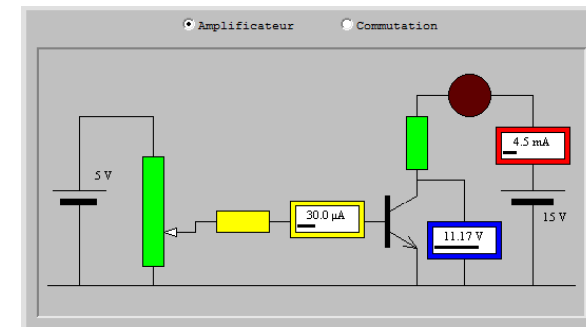 Amplificateur Commutation
4.5 mA
5 V
30.0 µA
15 V
11.17 V